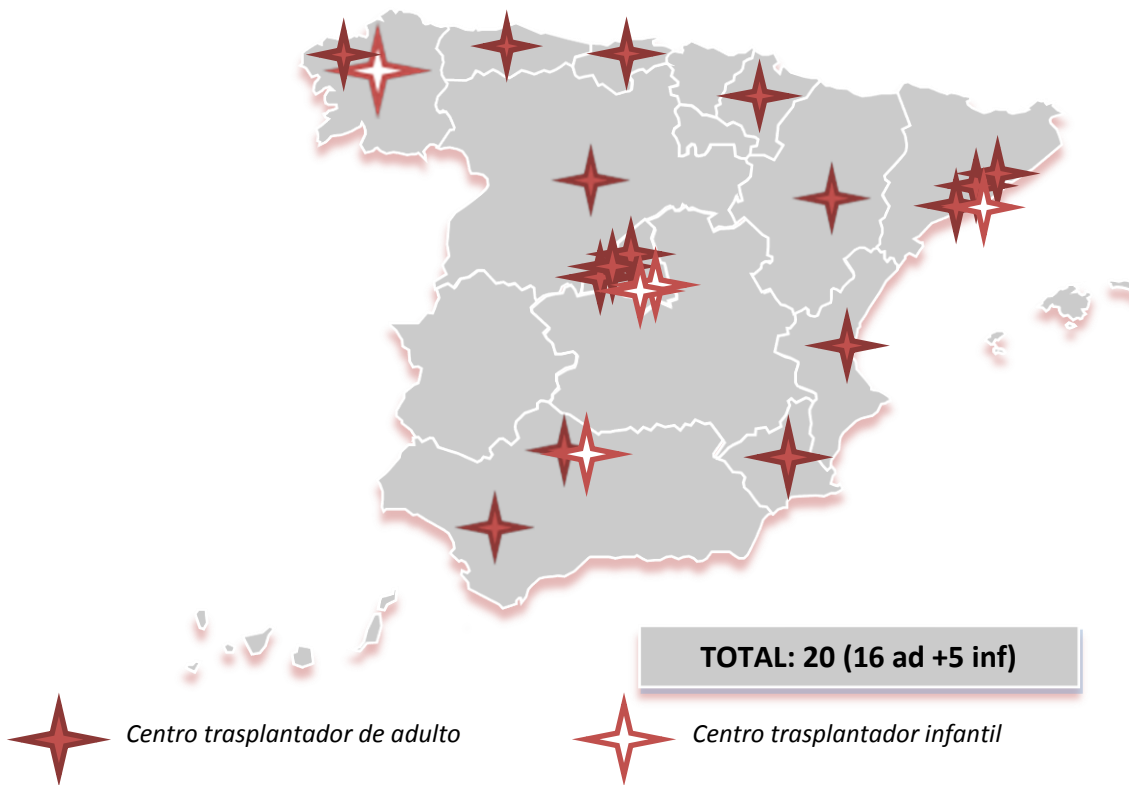 TOTAL: 20 (16 ad +5 inf)
Centro trasplantador de adulto
Centro trasplantador infantil